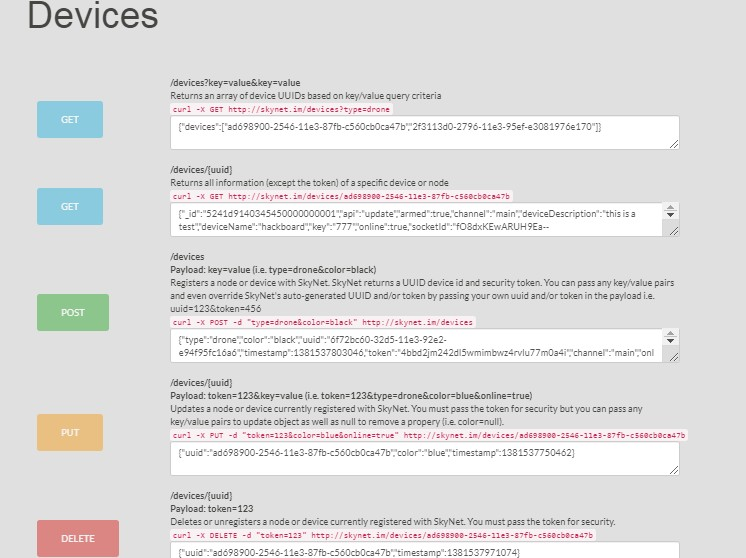 Devices
/devices?key=value&key=value
Returns an array of device UUIDs based on key/value query criteria
curl -X GET http://skynet.im/devices?type=drone
GET
{"devices":["ad698900-2546-11e3-87fb-c560cb0ca47b","2f3113d0-2796-11e3-95ef-e3081976e170"]}
/devices/[uuid]
Returns all information (except the token) of a specific device or node
curl -X GET http://skynet.im/devices/ad698900-2546-11e3-87fb-c560cb0ca47b
GET
{"_id":"5241d9140345450000000001","api":"update","armed":true,"channel":"main","deviceDescription":"this is a
test","deviceName":"hackboard","key":"777","online":true,"socketId":"fO8dxKEwARUH9Ea--
/devices
Payload: key=value (i.e. type=drone&color=black)
Registers a node or device with SkyNet. SkyNet returns a UUID device id and security token. You can pass any key/value pairs
and even override SkyNet's auto-generated UUID and/or token by passing your own uuid and/or token in the payload i.e.
uuid=123&token=456
POST
curl -X POST -d "type=drone&color=black" http://skynet.im/devices
{"type":"drone","color":"black","uuid":"6f72bc60-32d5-11e3-92e2-
e94f95fc16a6","timestamp":1381537803046,"token":"4bbd2jm242dl5wmimbwz4rvlu77m0a4i","channel":"main","onl
/devices/[uuid]
Payload: token=123&key=value (i.e. token=123&type=drone&color=blue&online=true)
Updates a node or device currently registered with SkyNet. You must pass the token for security but you can pass any
key/value pairs to update object as well as null to remove a propery (i.e. color=null).
PUT
curl -X PUT -d "token=123&color=blue&online=true" http://skynet.im/devices/ad698900-2546-11e3-87fb-c560cb0ca47b
{"uuid":"ad698900-2546-11e3-87fb-c560cb0ca47b","color":"blue","timestamp":1381537750462}
/devices/[uuid]
Payload: token=123
Deletes or unregisters a node or device currently registered with SkyNet. You must pass the token for security.
curl -X DELETE -d "token=123" http://skynet.im/devices/ad698900-2546-11e3-87fb-c560cb0ca47b
DELETE
{"uuid":"ad698900-2546-11e3-87fb-c560cb0ca47b","timestamp":1381537971074}